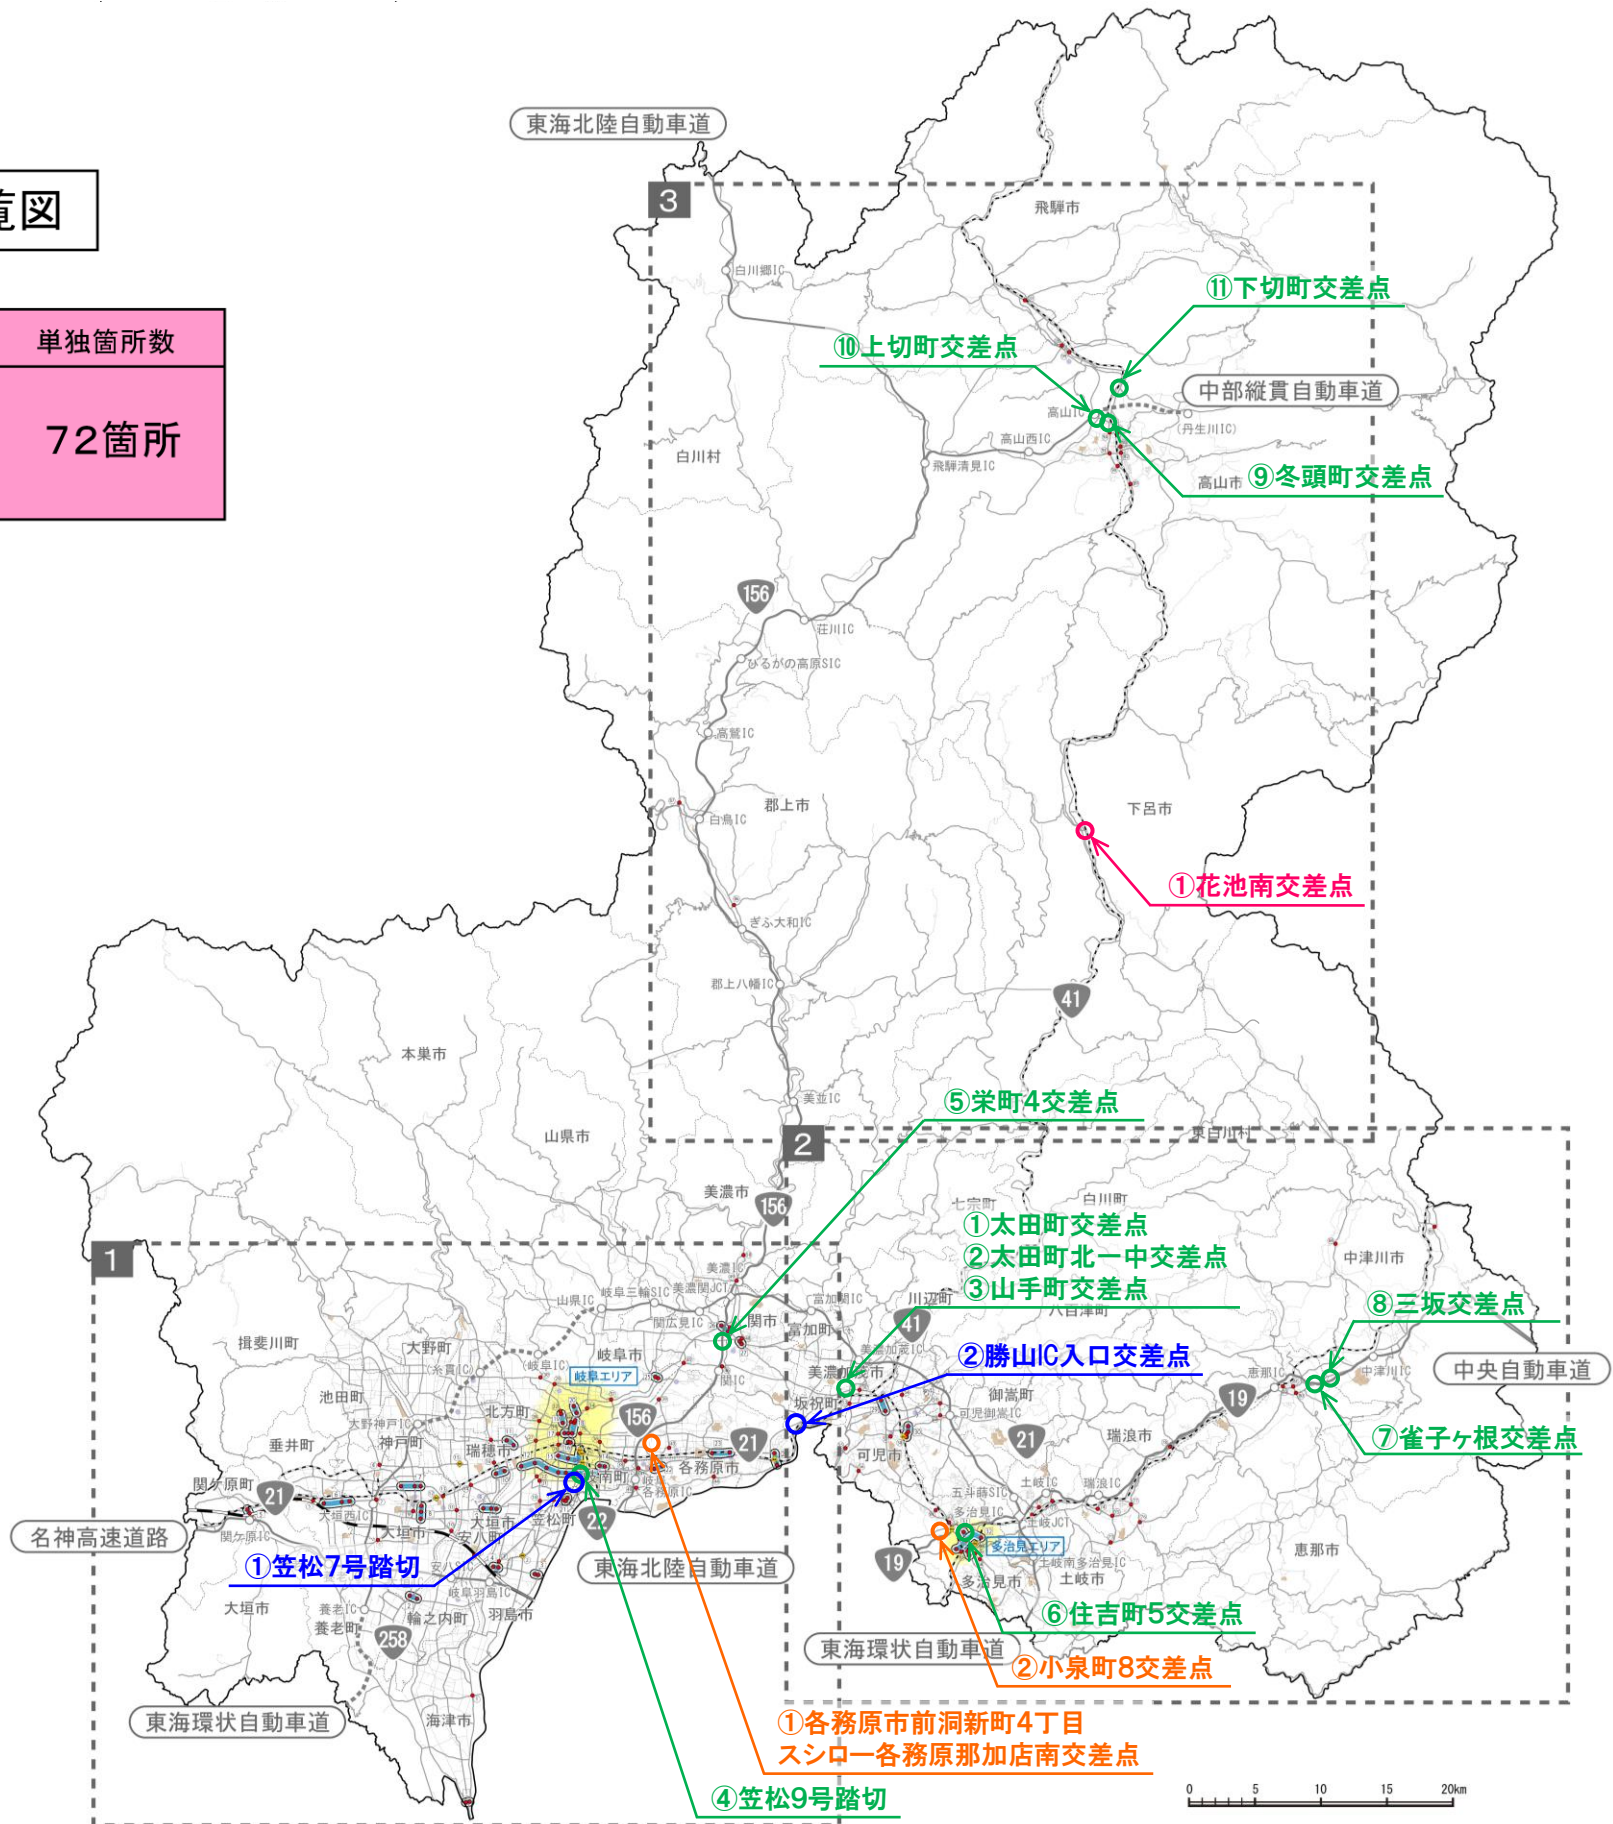 覧図
単独箇所数
72箇所
東海北陸自動車道
3
飛騨市
白川郷IC
⑪下切町交差点
⑩上切町交差点
中部縦貫自動車道
高山IC
(丹生川IC)
高山西IC
白川村
飛騨清見IC
高山市
⑨冬頭町交差点
156
荘川IC
ひるがの高原SIC
高鷲IC
郡上市
下呂市
白鳥IC
①花池南交差点
ぎふ大和IC
郡上八幡IC
41
本巣市
美並IC
⑤栄町4交差点
山県市
2
東白川村
美濃市
156
七宗町
白川町
①太田町交差点
②太田町北一中交差点
③山手町交差点
1
中津川市
美濃IC
美濃関JCT
岐阜三輪SIC
山県IC
富加関IC
川辺町
八百津町
⑧三坂交差点
関広見IC
関市
富加町
41
揖斐川町
大野町
岐阜市
美濃加茂IC
②勝山IC入口交差点
中央自動車道
(糸貫IC)
(岐阜IC)
岐阜エリア
関IC
美濃加茂市
恵那IC
中津川IC
池田町
坂祝町
御嵩町
19
北方町
156
可児御嵩IC
大野神戸IC
垂井町
神戸町
瑞穂市
21
21
瑞浪市
⑦雀子ヶ根交差点
可児市
各務原市
関ケ原町
岐南町
岐阜各務原IC
五斗蒔SIC
土岐IC
瑞浪IC
21
大垣西IC
多治見IC
名神高速道路
関ケ原IC
大垣市
大垣市
安八町
笠松町
22
土岐JCT
多治見エリア
恵那市
①笠松7号踏切
安八SIC
東海北陸自動車道
19
土岐南多治見IC
岐阜羽島IC
多治見市
土岐市
大垣市
養老IC
養老町
輪之内町
羽島市
⑥住吉町5交差点
258
東海環状自動車道
②小泉町8交差点
東海環状自動車道
海津市
①各務原市前洞新町4丁目
スシロー各務原那加店南交差点
④笠松9号踏切
0 5 10 15 20km